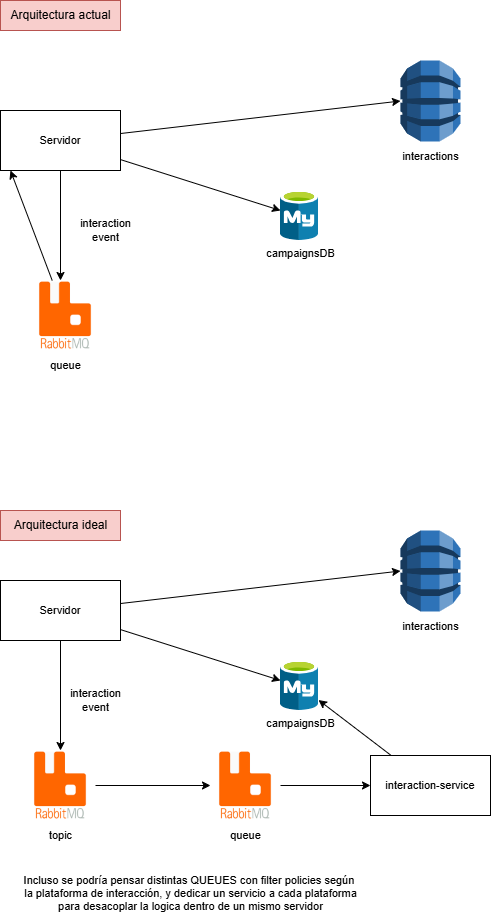 Arquitectura actual
Servidor
interactions
interaction
event
My
campaignsDB
RabbitMQ
queue
Arquitectura ideal
Servidor
interactions
interaction
event
My
campaignsDB
interaction-service
RabbitMQ
topic
RabbitMQ
queue
Incluso se podría pensar distintas QUEUES con filter policies según
la plataforma de interacción, y dedicar un servicio a cada plataforma
para desacoplar la logica dentro de un mismo servidor